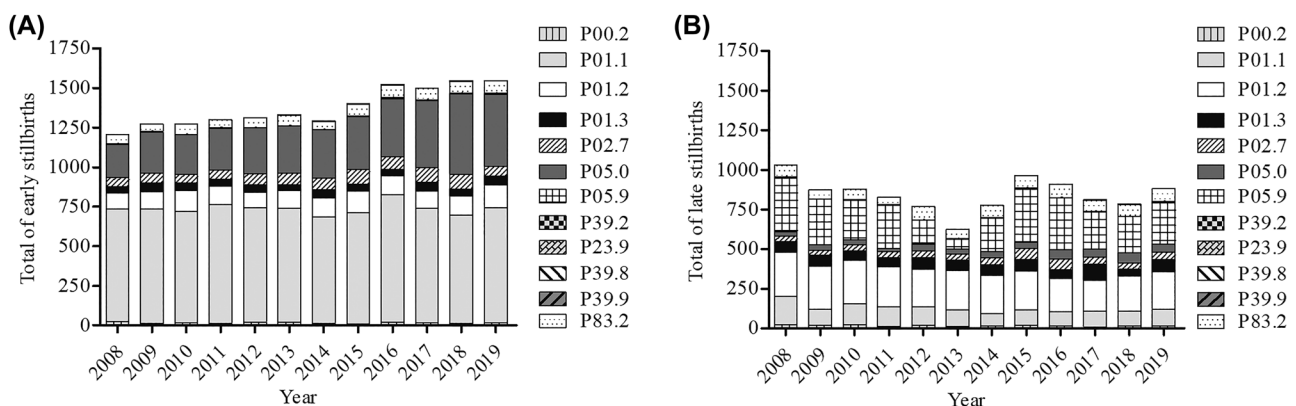 (A)
Total of early stillbirths
1750
1500
1250
1000
750
500
250
0
2008
2009
2010
2011
2012
2013
2014
2015
2016
2017
2018
2019
Year
P00.2
P01.1
P01.2
P01.3
P02.7
P05.0
P05.9
P39.2
P23.9
P39.8
P39.9
P83.2
(B)
Total of late stillbirths
1750
1500
1250
1000
750
500
250
0
2008
2009
2010
2011
2012
2013
2014
2015
2016
2017
2018
2019
Year
P00.2
P01.1
P01.2
P01.3
P02.7
P05.0
P05.9
P39.2
P23.9
P39.8
P39.9
P83.2